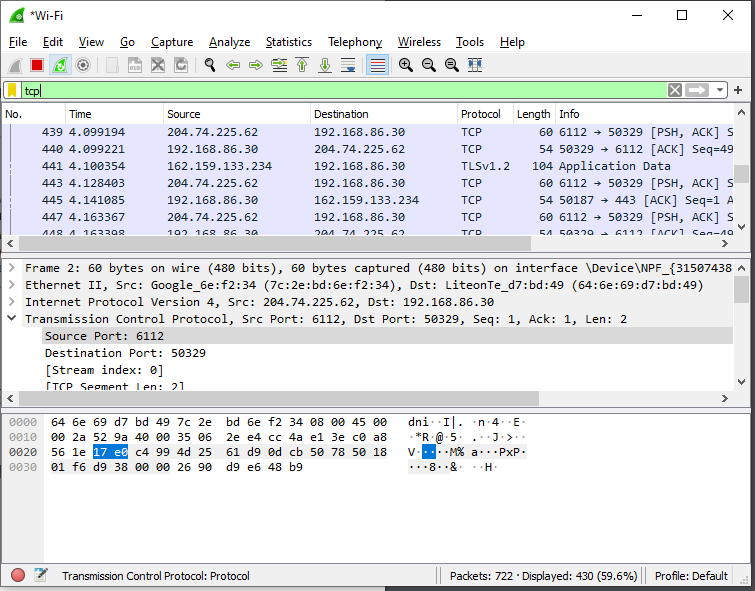 *Wi-Fi
File Edit View Go Capture Analyze Statistics Telephony Wireless Tools Help
tcp
No. Time Source Destination Protocol Length Info
439 4.099194 204.74.225.62 192.168.86.30 TCP 60 6112 → 50329 [PSH, ACK] S
440 4.099221 192.168.86.30 204.74.225.62 TCP 54 50329 → 6112 [ACK] Seq=49
441 4.100354 162.159.133.234 192.168.86.30 TLSv1.2 104 Application Data
443 4.128403 204.74.225.62 192.168.86.30 TCP 60 6112 → 50329 [PSH, ACK] S
445 4.141085 192.168.86.30 162.159.133.234 TCP 54 50187 → 443 [ACK] Seq=1 A
447 4.163367 204.74.225.62 192.168.86.30 TCP 60 6112 → 50329 [PSH, ACK] S
448 4.163398 192.168.86.30 204.74.225.62 TCP 54 50329 → 6112 [ACK] Seq=49
Frame 2: 60 bytes on wire (480 bits), 60 bytes captured (480 bits) on interface \Device\NPF_{31507438
Ethernet II, Src: Google_6e:f2:34 (7c:2e:bd:6e:f2:34), Dst: LiteonTe_d7:bd:49 (64:6e:69:d7:bd:49)
Internet Protocol Version 4, Src: 204.74.225.62, Dst: 192.168.86.30
Transmission Control Protocol, Src Port: 6112, Dst Port: 50329, Seq: 1, Ack: 1, Len: 2
Source Port: 6112
Destination Port: 50329
[Stream index: 0]
[TCP Segment Len: 2]
0000 64 6e 69 d7 bd 49 7c 2e bd 6e f2 34 08 00 45 00 dni··I|. ·n·4··E·
0010 00 2a 52 9a 40 00 35 06 2e e4 cc 4a e1 3e c0 a8 ·*R·@·5· .··J·>··
0020 56 1e 17 e0 c4 99 4d 25 61 d9 0d cb 50 78 50 18 V·····M% a···PxP·
0030 01 f6 d9 38 00 00 26 90 d9 e6 48 b9 ···8··&· ··H·
Transmission Control Protocol: Protocol
Packets: 722 · Displayed: 430 (59.6%)
Profile: Default